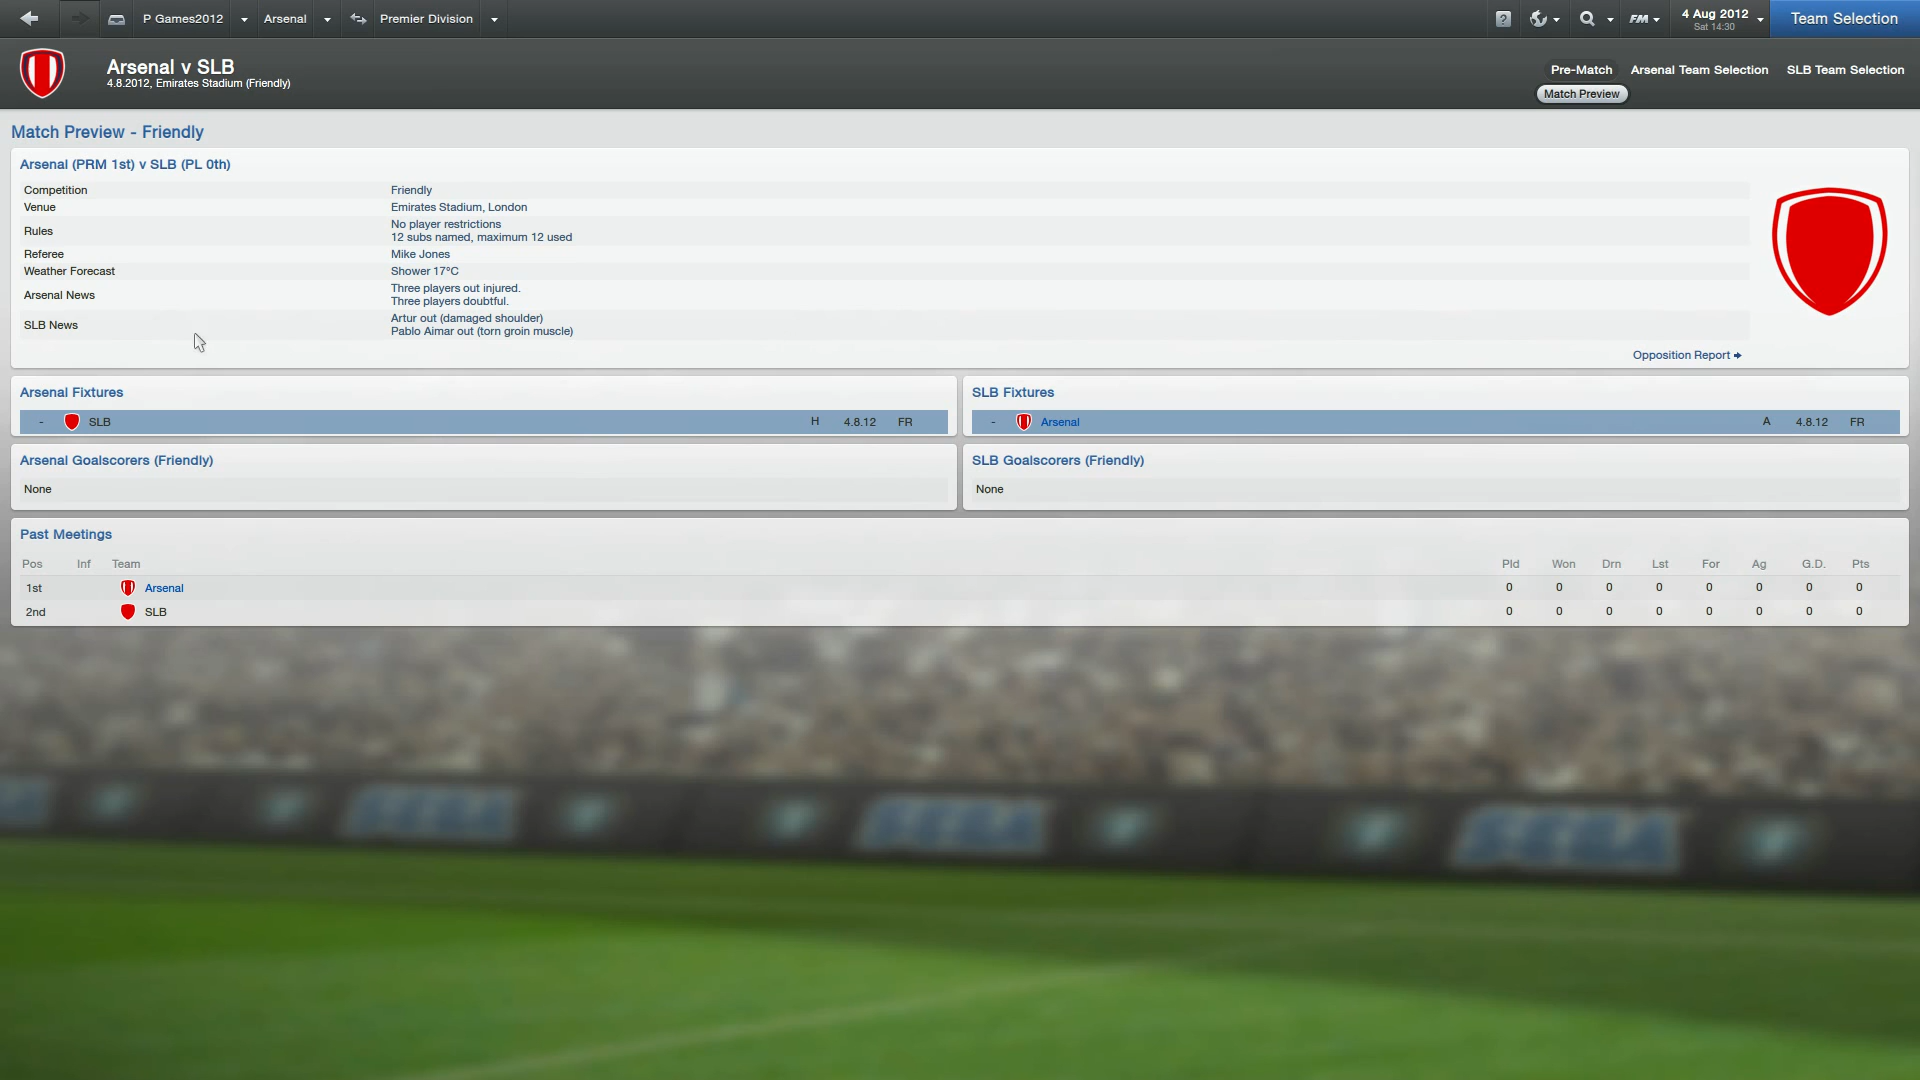 P Games2012
Arsenal
Premier Division
?
FM
4 Aug 2012
Sat 14:30
Team Selection
Arsenal v SLB
4.8.2012, Emirates Stadium (Friendly)
Pre-Match
Arsenal Team Selection
SLB Team Selection
Match Preview
Match Preview - Friendly
Arsenal (PRM 1st) v SLB (PL 0th)
Competition Friendly
Venue Emirates Stadium, London
Rules No player restrictions
12 subs named, maximum 12 used
Referee Mike Jones
Weather Forecast Shower 17°C
Arsenal News Three players out injured.
Three players doubtful.
SLB News Artur out (damaged shoulder)
Pablo Aimar out (torn groin muscle)
Opposition Report
Arsenal Fixtures
- SLB H 4.8.12 FR
SLB Fixtures
- Arsenal A 4.8.12 FR
Arsenal Goalscorers (Friendly)
None
SLB Goalscorers (Friendly)
None
Past Meetings
Pos Inf Team Pld Won Drn Lst For Ag G.D. Pts
1st Arsenal 0 0 0 0 0 0 0 0
2nd SLB 0 0 0 0 0 0 0 0
SEGA
SEGA
SEGA